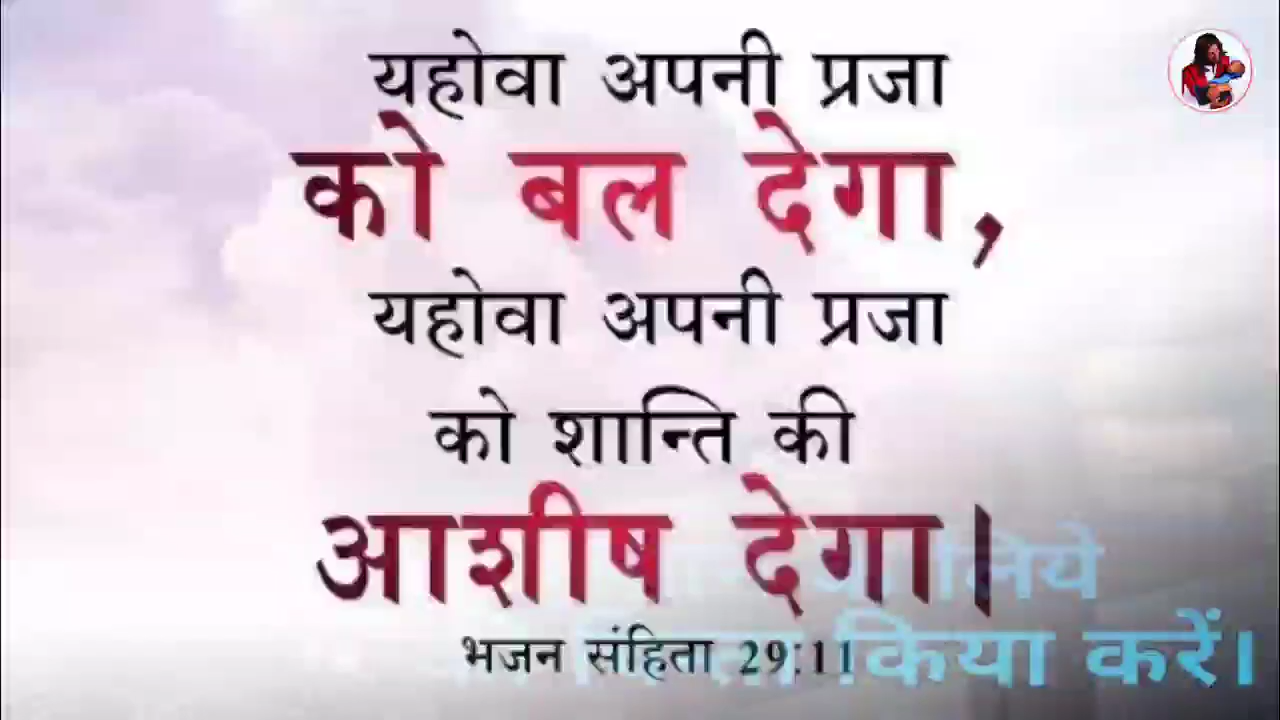 यहोवा अपनी प्रजा
को बल देगा,
यहोवा अपनी प्रजा
को शान्ति की
आशीष देगा।
लिये
भजन संहिता 29:11
किया करें।